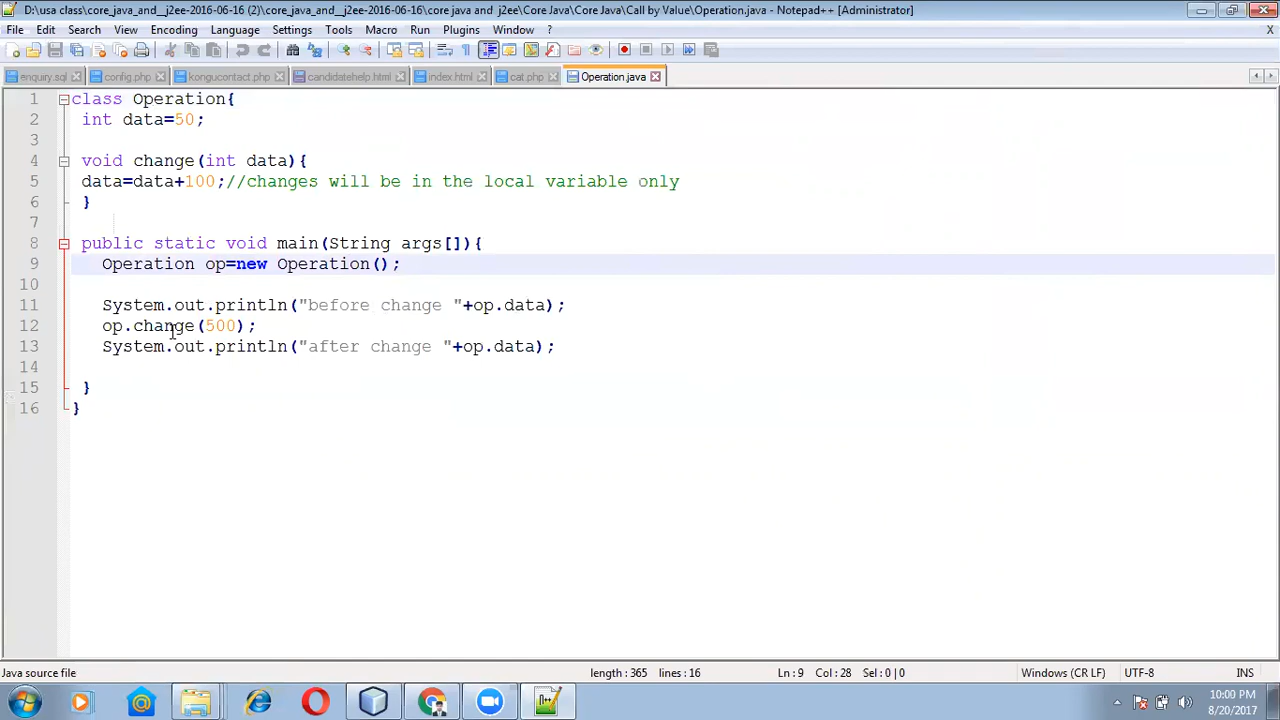 D:\usa class\core_java_and__j2ee-2016-06-16 (2)\core_java_and__j2ee-2016-06-16\core java and j2ee\Core Java\Core Java\Call by Value\Operation.java - Notepad++ [Administrator]
File Edit Search View Encoding Language Settings Tools Macro Run Plugins Window ? X
enqury.sql config.php kongucontact.php candidatehelp.html index.html cat.php Operation.java
1 class Operation{
2 int data=50;
3
4 void change(int data){
5 data=data+100;//changes will be in the local variable only
6 }
7
8 public static void main(String args[]){
9 Operation op=new Operation();
10
11 System.out.println("before change "+op.data);
12 op.change(500);
13 System.out.println("after change "+op.data);
14
15 }
16 }
Java source file length : 365 lines : 16 Ln : 9 Col : 28 Sel : 0 | 0 Windows (CR LF) UTF-8 INS
10:00 PM
8/20/2017